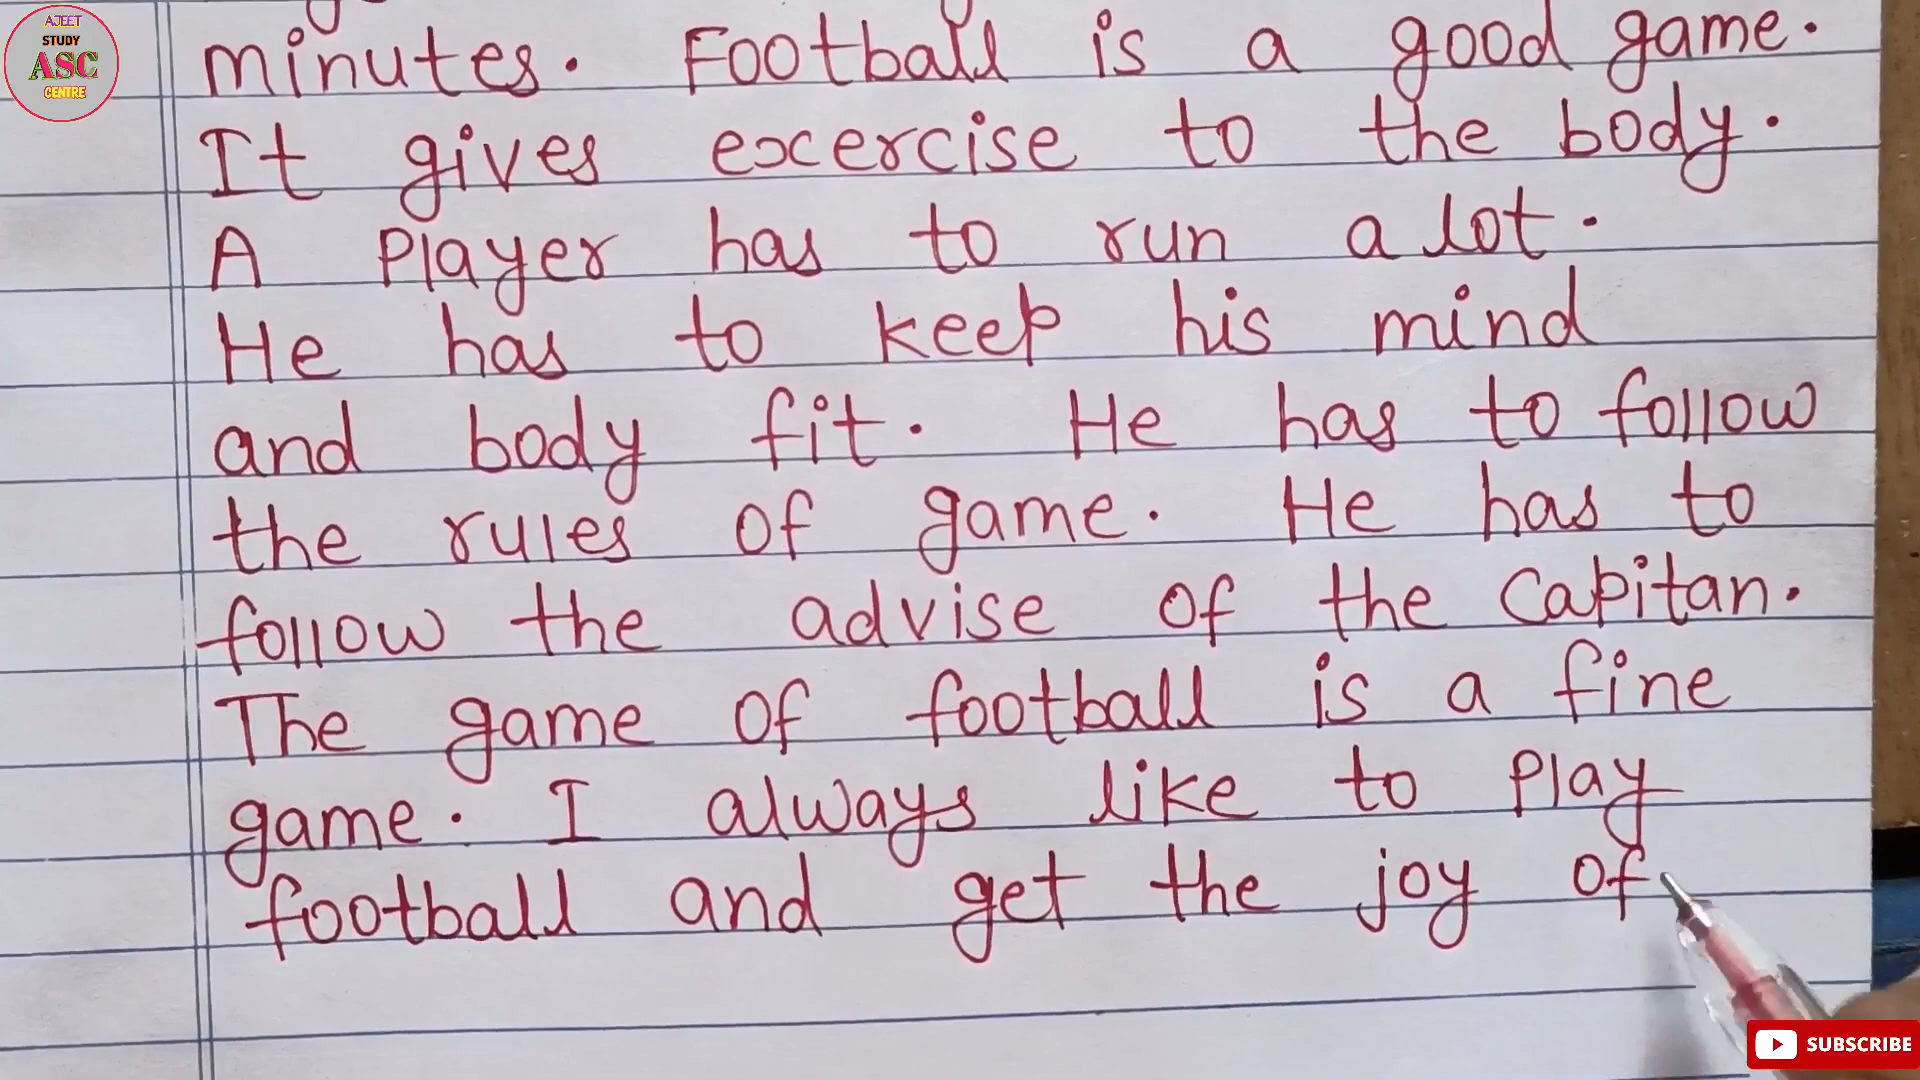 AJEET
STUDY
ASC
CENTRE
minutes. Football is a good game.
It gives excercise to the body.
A Player has to run a lot.
He has to keep his mind
and body fit. He has to follow
the rules of game. He has to
follow the advise of the Capitan.
The game of football is a fine
game. I always like to Play
football and get the joy of
SUBSCRIBE